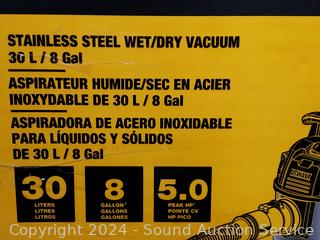 STAINLESS STEEL WET/DRY VACUUM
30 L / 8 Gal
ASPIRATEUR HUMIDE/SEC EN ACIER
INOXYDABLE DE 30 L / 8 Gal
ASPIRADORA DE ACERO INOXIDABLE
PARA LÍQUIDOS Y SÓLIDOS
DE 30 L / 8 Gal
30
LITERS
LITRES
LITROS
8
GALLON
GALLONS
GALONES
5.0
PEAK HP
POINTE CV
HP PICO
DEWALT
Copyright 2024 - Sound Auction Service